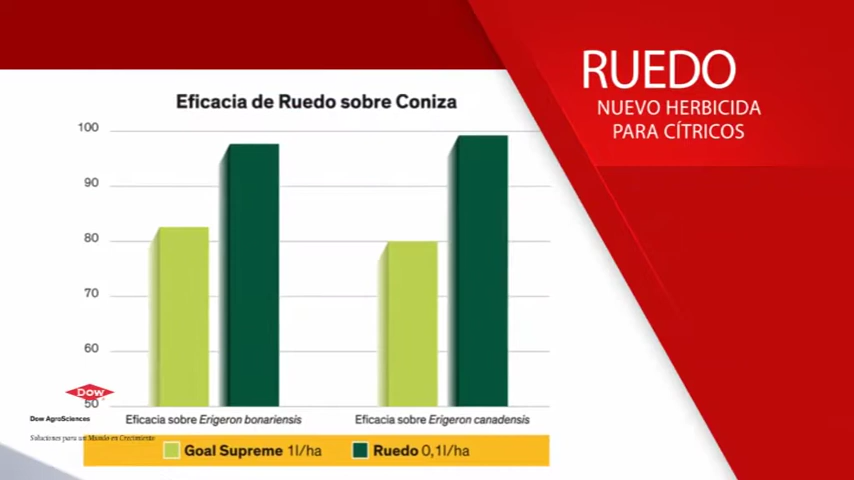 RUEDO
NUEVO HERBICIDA
PARA CÍTRICOS
Eficacia de Ruedo sobre Coniza
100
90
80
70
60
50
Eficacia sobre Erigeron bonariensis
Eficacia sobre Erigeron canadensis
Goal Supreme 1l/ha
Ruedo 0,1l/ha
Dow
Dow AgroSciences
Soluciones para un Mundo en Crecimiento